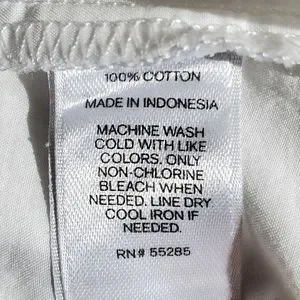 100% COTTON
MADE IN INDONESIA
MACHINE WASH
COLD WITH LIKE
COLORS. ONLY
NON-CHLORINE
BLEACH WHEN
NEEDED. LINE DRY.
COOL IRON IF
NEEDED.
RN# 55285